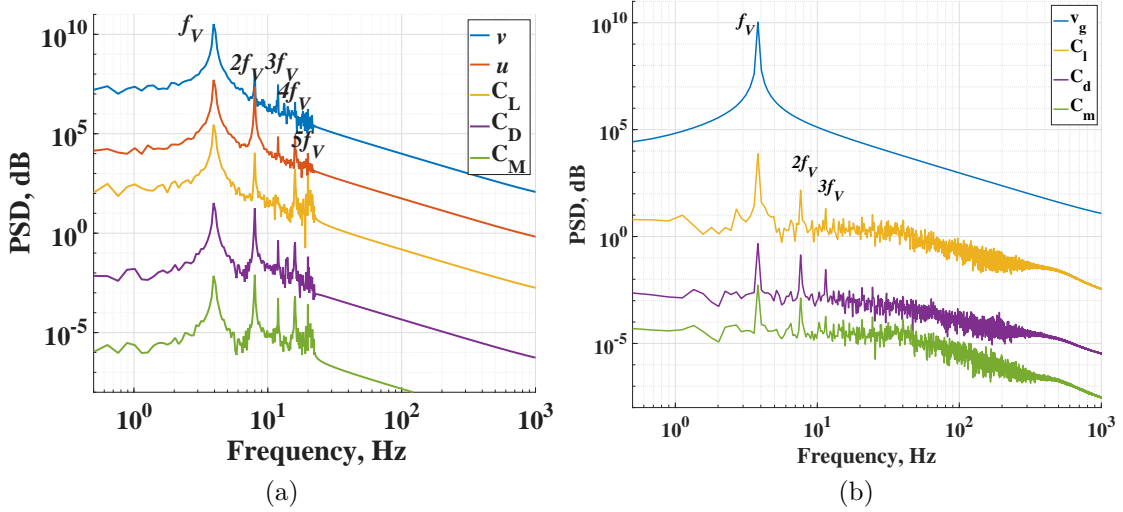 10^10
10^5
10^0
10^-5
PSD, dB
f_V
2f_V 3f_V
4f_V
5f_V
v
u
C_L
C_D
C_M
10^0 10^1 10^2 10^3
Frequency, Hz
(a)
10^10
10^5
10^0
10^-5
PSD, dB
f_V
2f_V
3f_V
v_g
C_l
C_d
C_m
10^0 10^1 10^2 10^3
Frequency, Hz
(b)